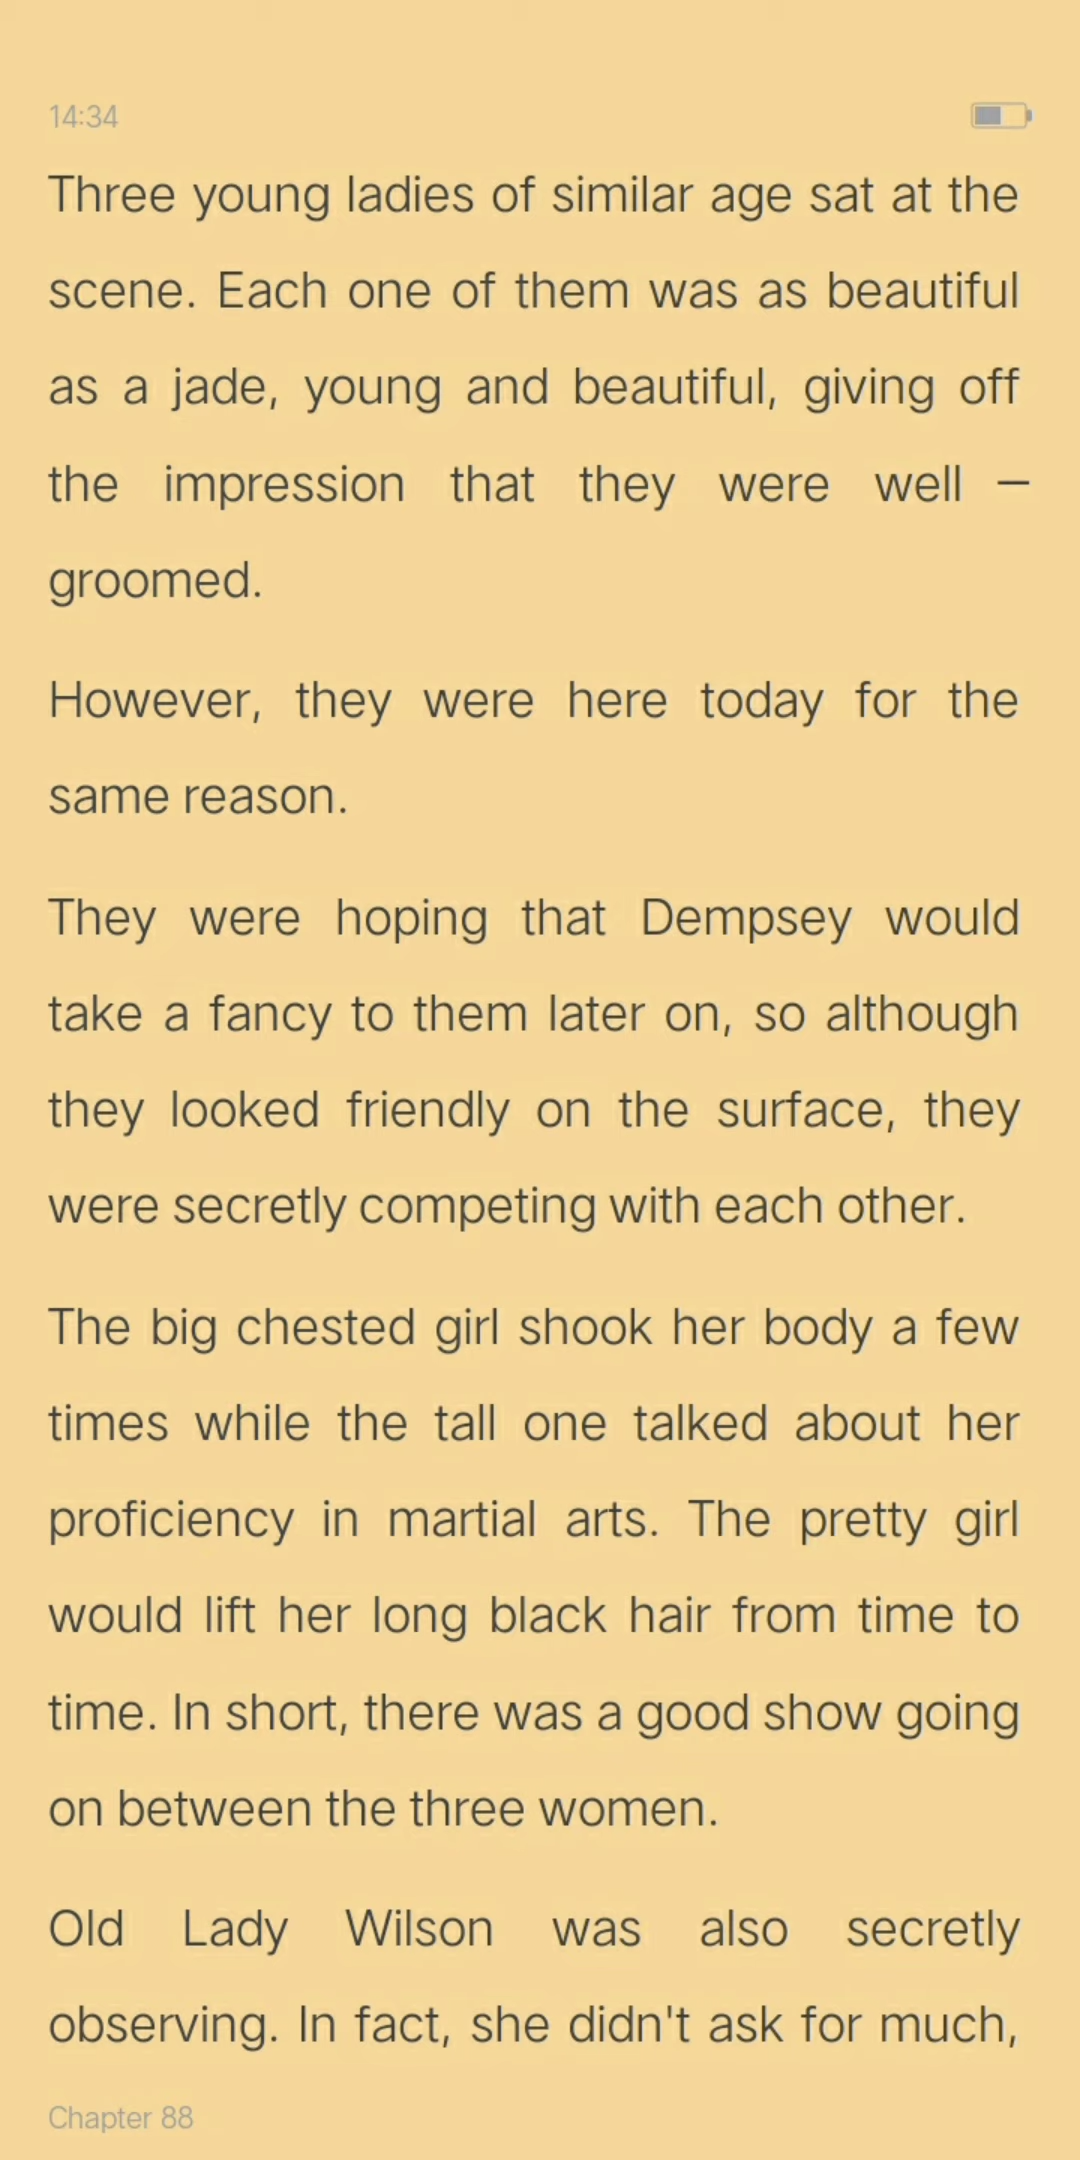 14:34
Three young ladies of similar age sat at the
scene. Each one of them was as beautiful
as a jade, young and beautiful, giving off
the impression that they were well –
groomed.
However, they were here today for the
same reason.
They were hoping that Dempsey would
take a fancy to them later on, so although
they looked friendly on the surface, they
were secretly competing with each other.
The big chested girl shook her body a few
times while the tall one talked about her
proficiency in martial arts. The pretty girl
would lift her long black hair from time to
time. In short, there was a good show going
on between the three women.
Old Lady Wilson was also secretly
observing. In fact, she didn't ask for much,
Chapter 88